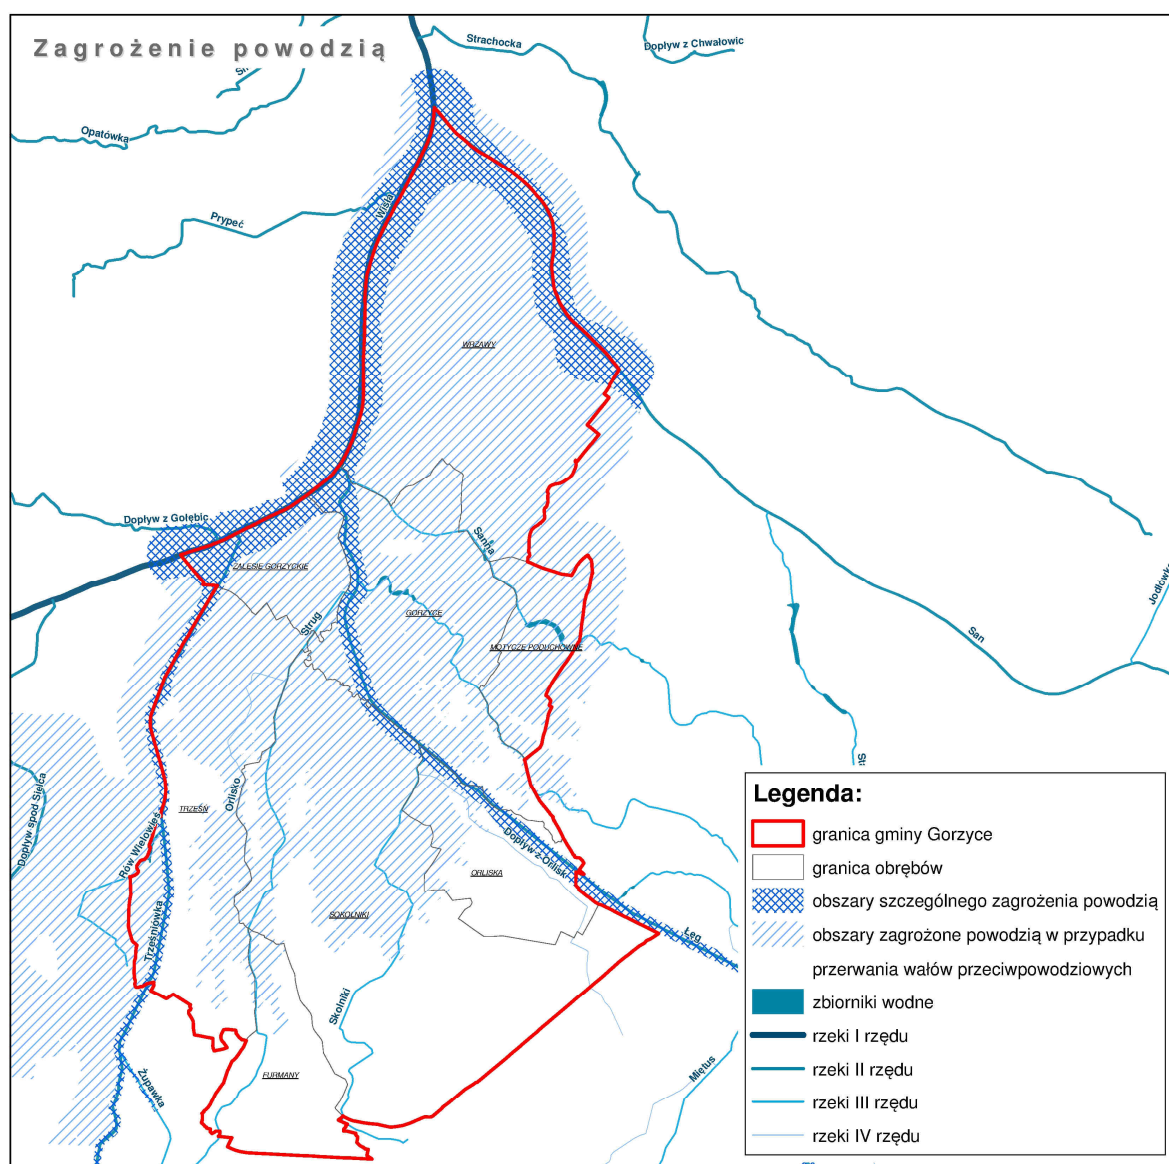 Zagrożenie powodzią
Strachocka
Dopływ z Chwałowic
Opatówka
Prypeć
Wisła
WRZAWY
Dopływ z Gołębic
Sanna
ZALESIE GORZYCKIE
Strug
GORZYCE
MOTYCZE PODUCHOWNE
San
Jodłówka
Dopływ spod Sielca
Orlisko
TRZEŚŃ
Rów Wielowieś
Dopływ z Orlisk
ORLISKA
SOKOLNIKI
Trześniówka
Łęg
Skolniki
FURMANY
Żupawka
Miętus
Legenda:
granica gminy Gorzyce
granica obrębów
obszary szczególnego zagrożenia powodzią
obszary zagrożone powodzią w przypadku
przerwania wałów przeciwpowodziowych
zbiorniki wodne
rzeki I rzędu
rzeki II rzędu
rzeki III rzędu
rzeki IV rzędu